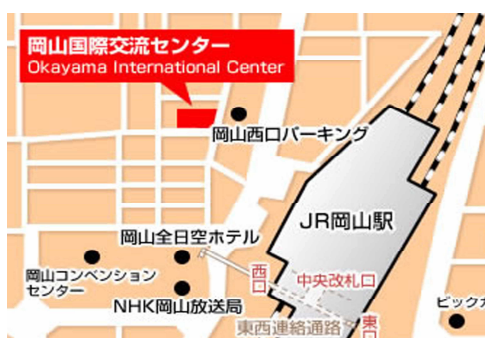 岡山国際交流センター
Okayama International Center
岡山西口パーキング
JR岡山駅
岡山全日空ホテル
岡山コンベンション
センター
NHK岡山放送局
西口
中央改札口
東西連絡通路
東口
ビックカ